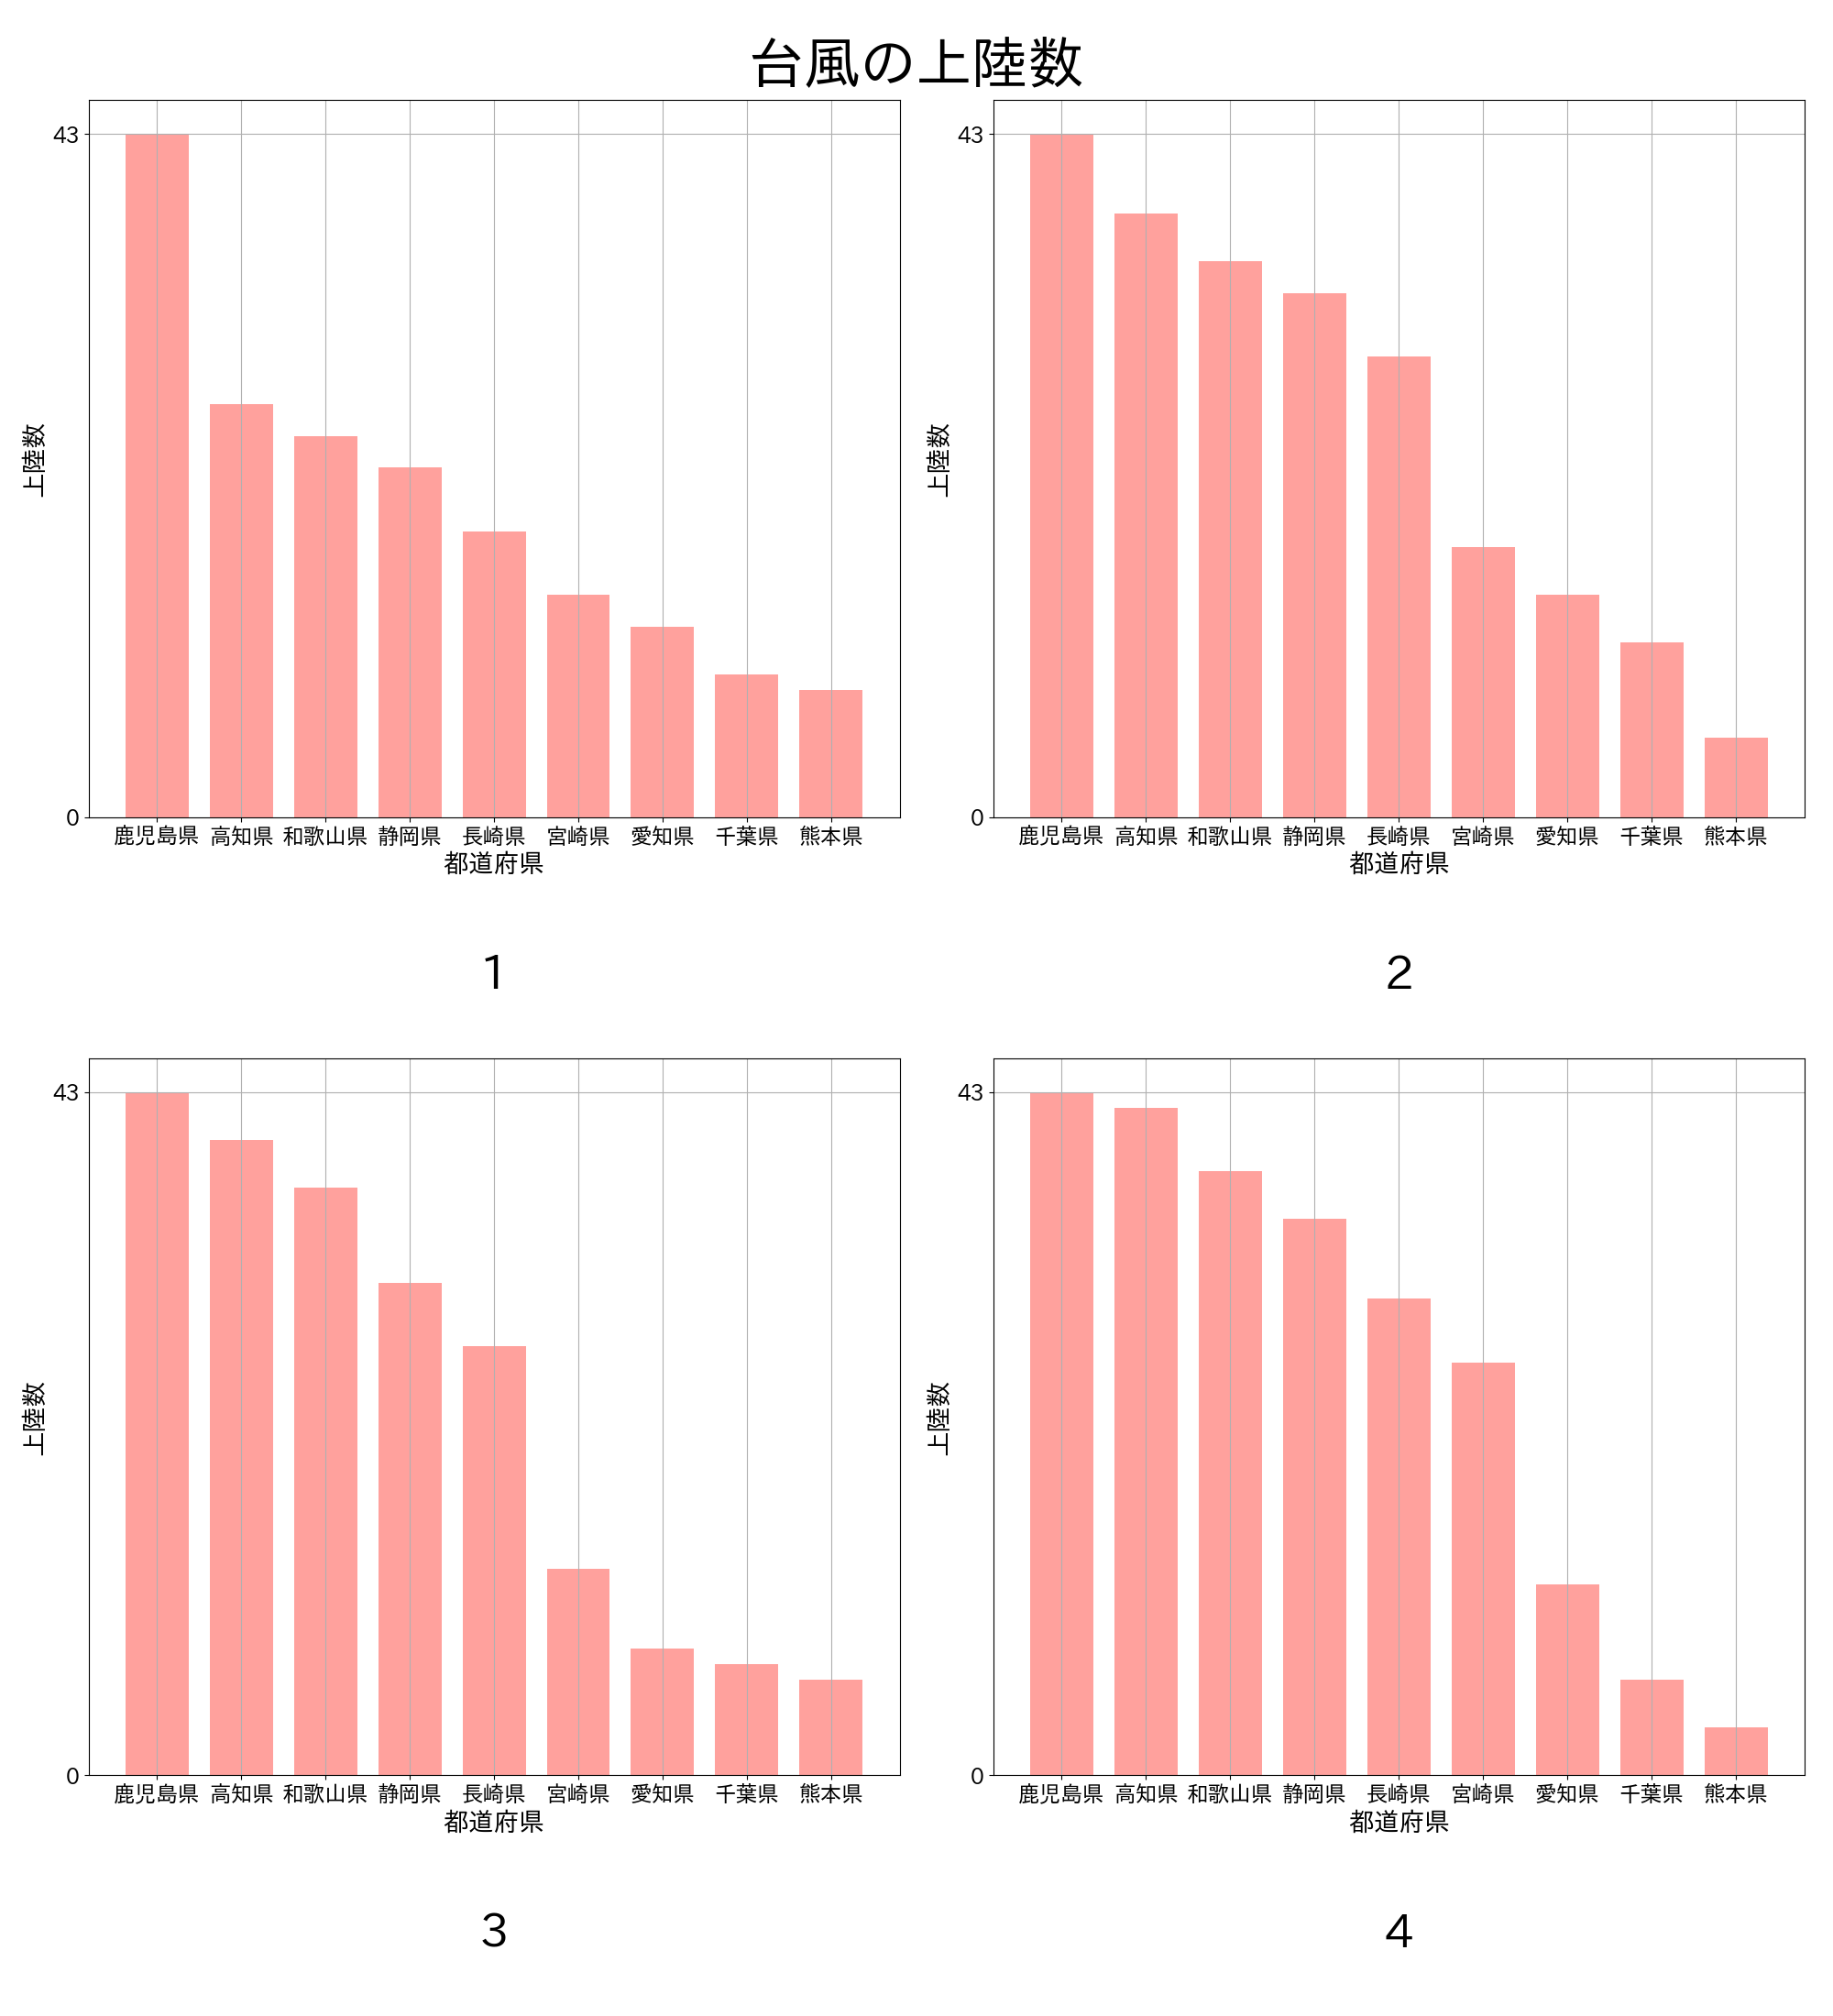 台風の上陸数
43
0
上陸数
鹿児島県 高知県 和歌山県 静岡県 長崎県 宮崎県 愛知県 千葉県 熊本県
都道府県
1
43
0
上陸数
鹿児島県 高知県 和歌山県 静岡県 長崎県 宮崎県 愛知県 千葉県 熊本県
都道府県
2
43
0
上陸数
鹿児島県 高知県 和歌山県 静岡県 長崎県 宮崎県 愛知県 千葉県 熊本県
都道府県
3
43
0
上陸数
鹿児島県 高知県 和歌山県 静岡県 長崎県 宮崎県 愛知県 千葉県 熊本県
都道府県
4